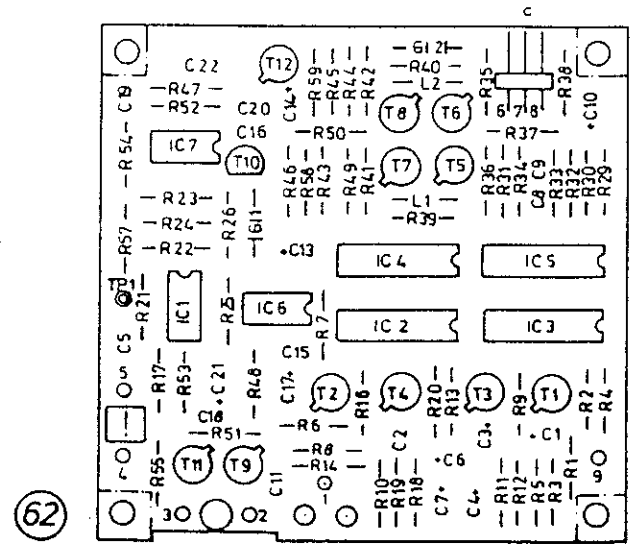 C
C22
T12
R59
R45
R44
R42
G121
R40
L2
R35
R38
C19
R47
R52
C20
C14+
T8
T6
6 7 8
+C10
C16
R50
R37
R54
IC7
T10
R46
R58
R43
R49
R41
T7
T5
R36
R31
R34
C8
C9
R33
R32
R30
R29
R23
R24
R22
R26
G11
L1
R39
R57
+C13
IC4
IC5
R21
IC1
R25
IC6
R7
IC2
IC3
C5
5
R17
R53
+C21
R48
C15
C17+
T2
R16
T4
R20
R13
T3
R9
T1
R2
R4
C18
R51
R6
C2
C3+
+C1
T11
T9
R8
R14
+C6
R55
C11
R10
R19
R18
C7+
C4+
R11
R12
R5
R3
R1
9
62
3
2
1